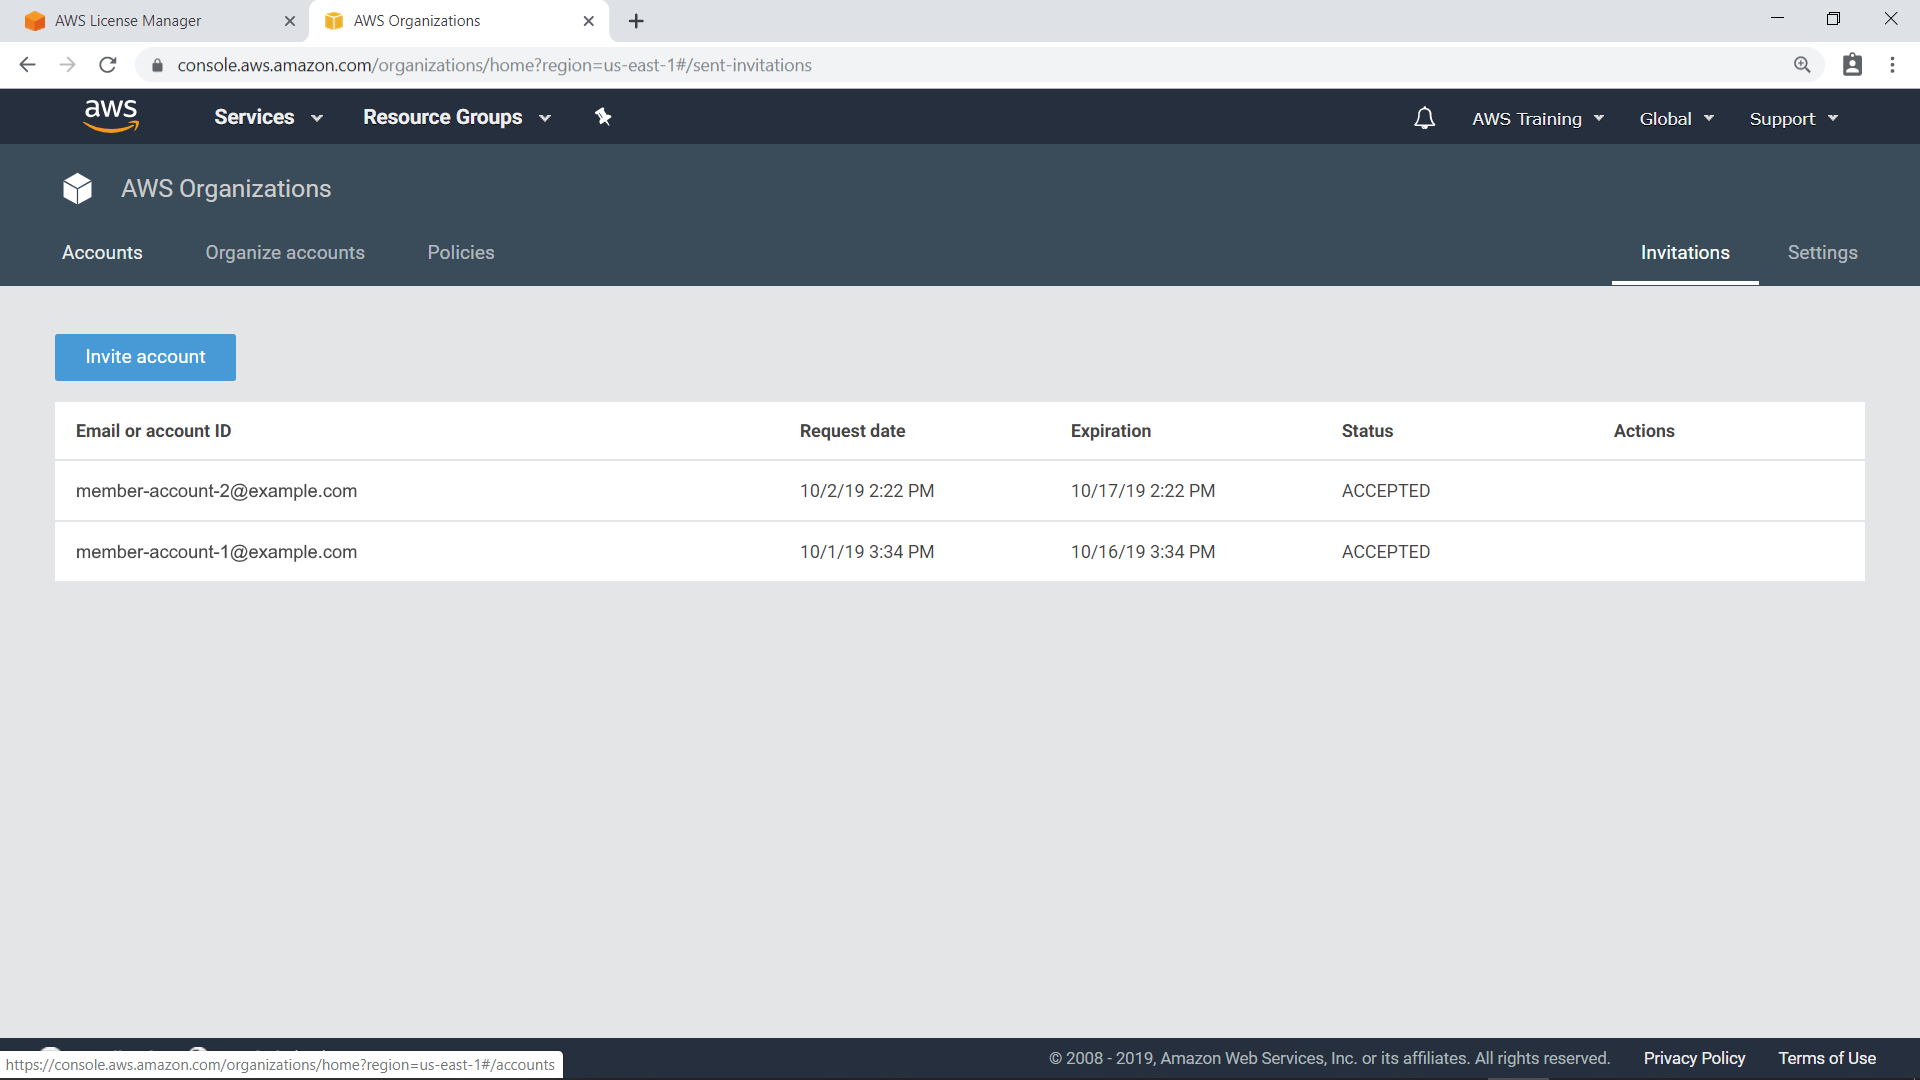 AWS License Manager
AWS Organizations
console.aws.amazon.com/organizations/home?region=us-east-1#/sent-invitations
aws Services Resource Groups AWS Training Global Support
AWS Organizations
Accounts Organize accounts Policies Invitations Settings
Invite account
Email or account ID Request date Expiration Status Actions
member-account-2@example.com 10/2/19 2:22 PM 10/17/19 2:22 PM ACCEPTED
member-account-1@example.com 10/1/19 3:34 PM 10/16/19 3:34 PM ACCEPTED
https://console.aws.amazon.com/organizations/home?region=us-east-1#/accounts
© 2008 - 2019, Amazon Web Services, Inc. or its affiliates. All rights reserved. Privacy Policy Terms of Use